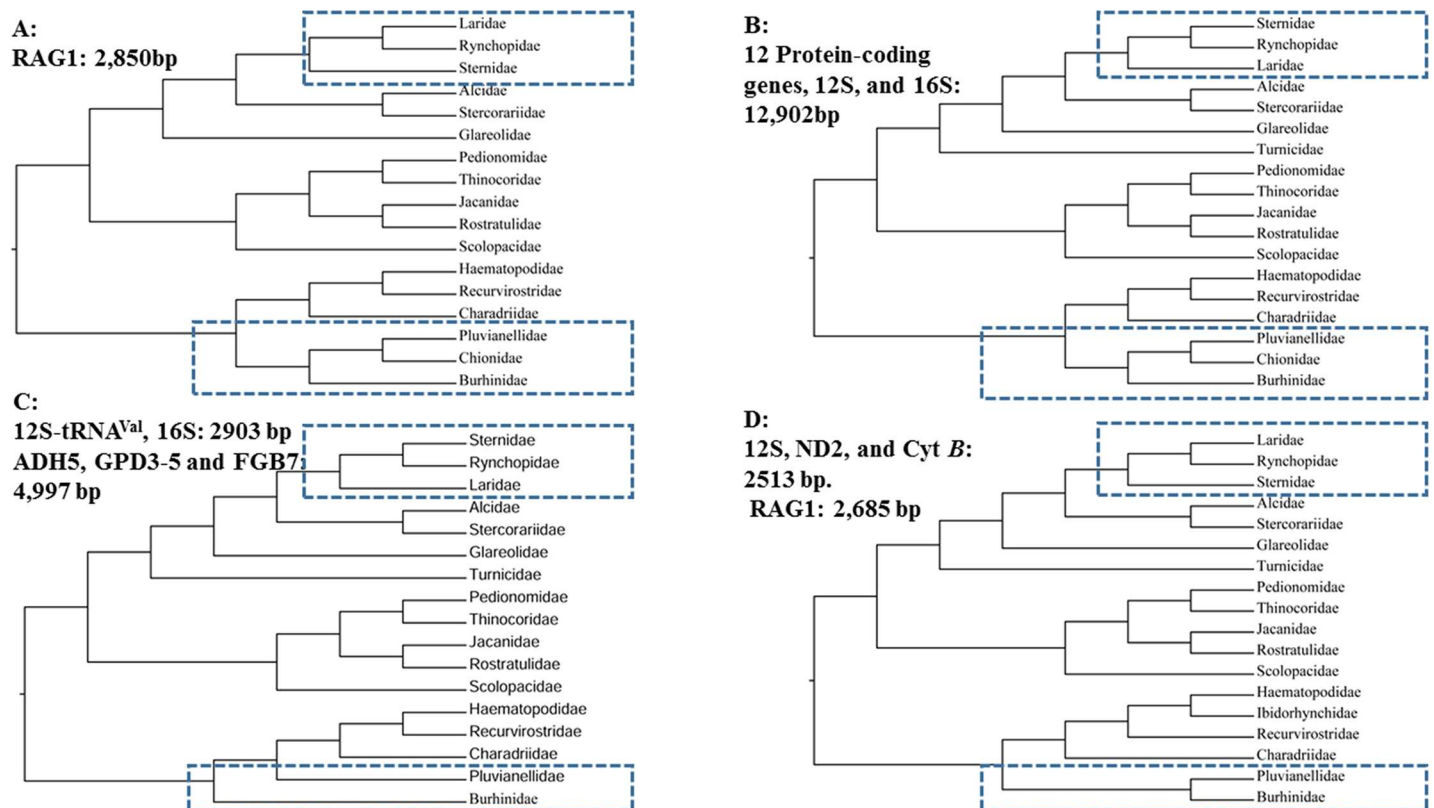 A:
RAG1: 2,850bp
Laridae
Rynchopidae
Sternidae
Alcidae
Stercorariidae
Glareolidae
Pedionomidae
Thinocoridae
Jacanidae
Rostratulidae
Scolopacidae
Haematopodidae
Recurvirostridae
Charadriidae
Pluvianellidae
Chionidae
Burhinidae
B:
12 Protein-coding
genes, 12S, and 16S:
12,902bp
Sternidae
Rynchopidae
Laridae
Alcidae
Stercorariidae
Glareolidae
Turnicidae
Pedionomidae
Thinocoridae
Jacanidae
Rostratulidae
Scolopacidae
Haematopodidae
Recurvirostridae
Charadriidae
Pluvianellidae
Chionidae
Burhinidae
C:
12S-tRNAVal, 16S: 2903 bp
ADH5, GPD3-5 and FGB7:
4,997 bp
Sternidae
Rynchopidae
Laridae
Alcidae
Stercorariidae
Glareolidae
Turnicidae
Pedionomidae
Thinocoridae
Jacanidae
Rostratulidae
Scolopacidae
Haematopodidae
Recurvirostridae
Charadriidae
Pluvianellidae
Burhinidae
D:
12S, ND2, and Cyt B:
2513 bp.
RAG1: 2,685 bp
Laridae
Rynchopidae
Sternidae
Alcidae
Stercorariidae
Glareolidae
Turnicidae
Pedionomidae
Thinocoridae
Jacanidae
Rostratulidae
Scolopacidae
Haematopodidae
Ibidorhynchidae
Recurvirostridae
Charadriidae
Pluvianellidae
Burhinidae